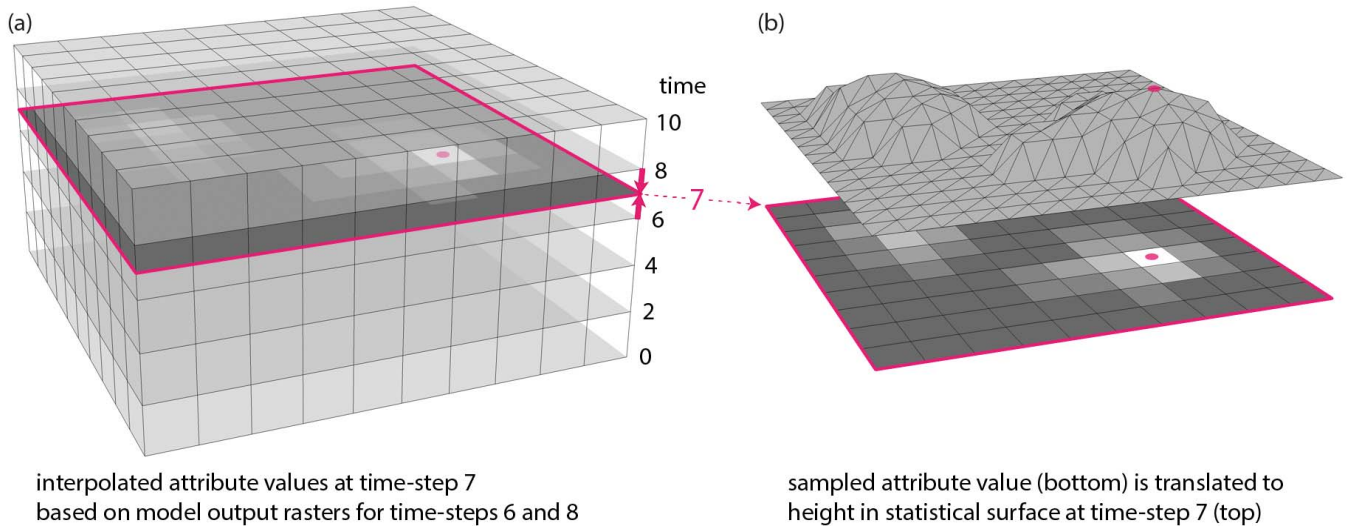 (a)
(b)
time
10
8
7
6
4
2
0
interpolated attribute values at time-step 7
based on model output rasters for time-steps 6 and 8
sampled attribute value (bottom) is translated to
height in statistical surface at time-step 7 (top)